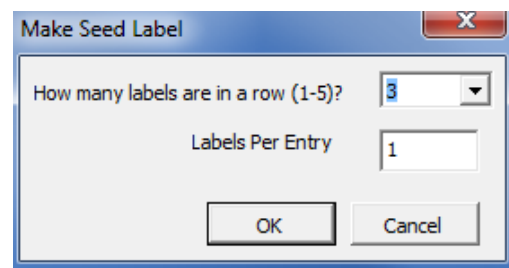 Make Seed Label
How many labels are in a row (1-5)? 3
Labels Per Entry 1
OK Cancel